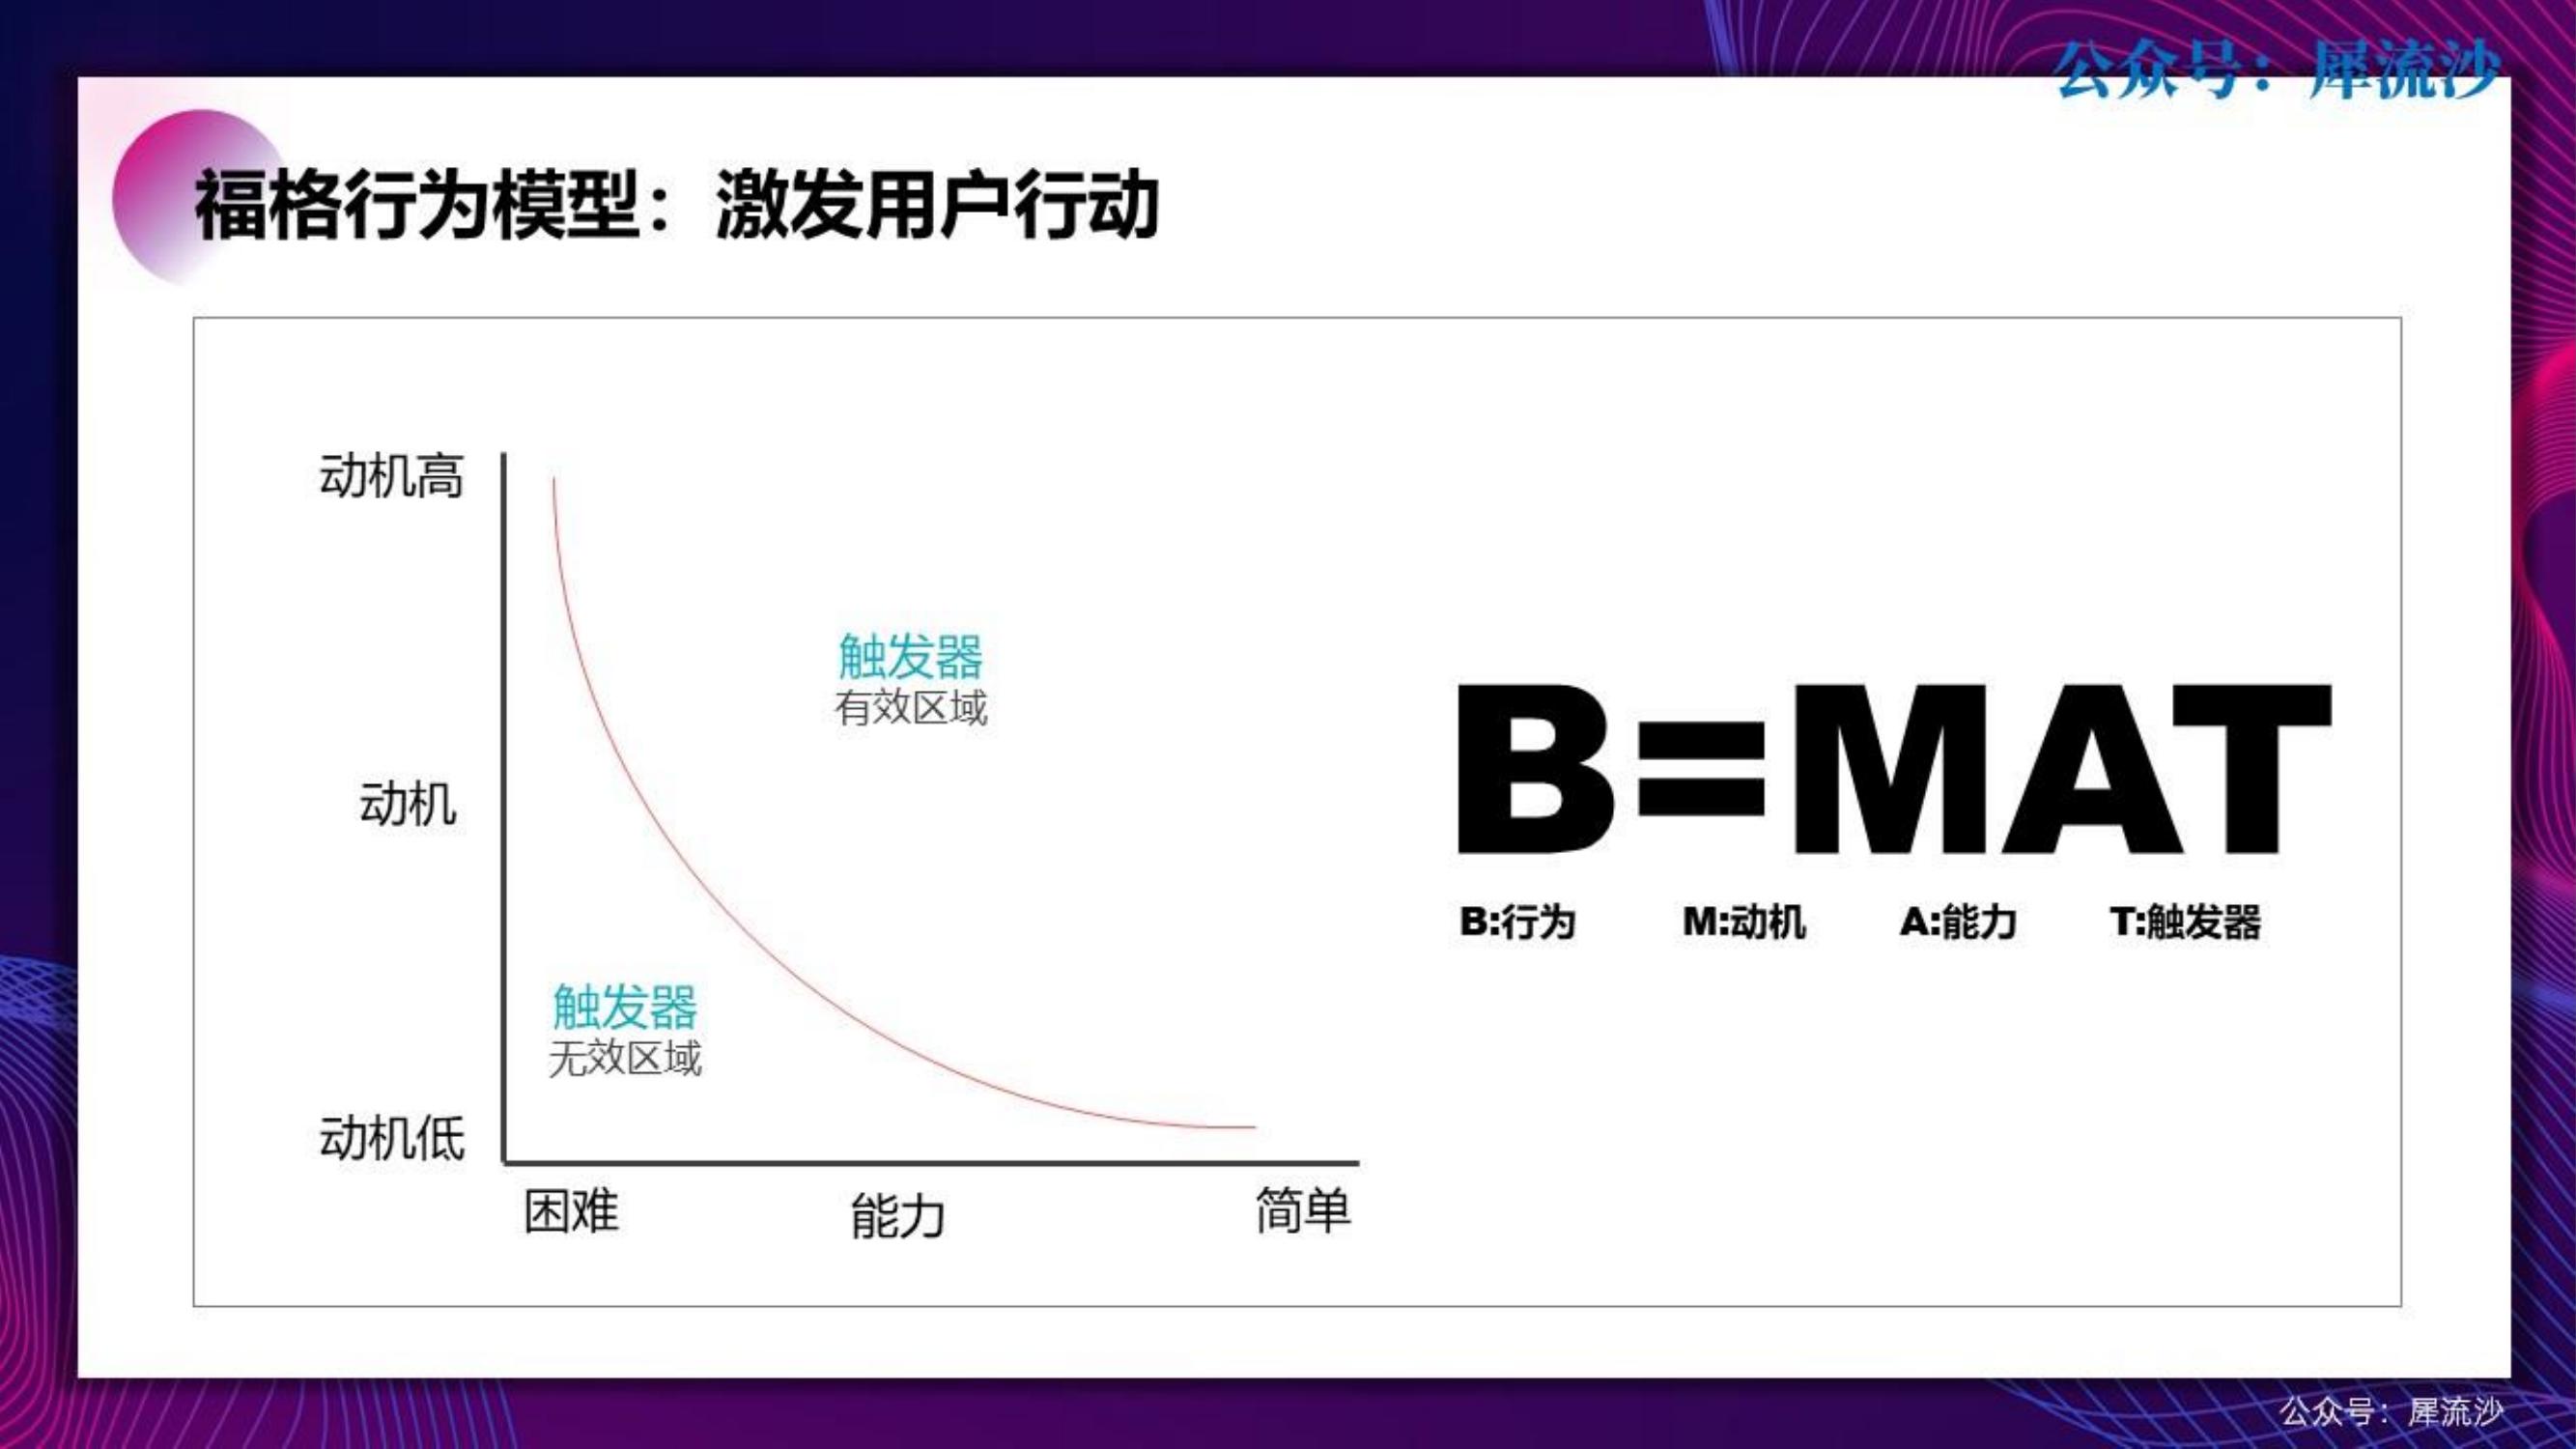 公众号：犀流沙
福格行为模型：激发用户行动
动机高
触发器
有效区域
动机
触发器
无效区域
动机低
困难
能力
简单
B=MAT
B:行为
M:动机
A:能力
T:触发器
公众号：犀流沙